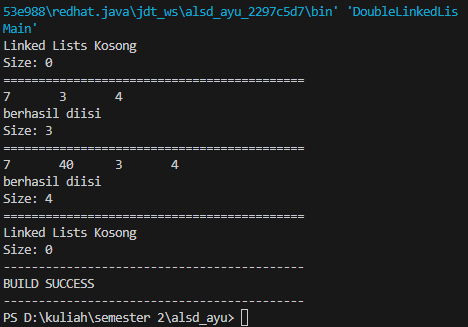 53e988\redhat.java\jdt_ws\alsd_ayu_2297c5d7\bin' 'DoubleLinkedLis
Main'
Linked Lists Kosong
Size: 0
===========================================
7 3 4
berhasil diisi
Size: 3
===========================================
7 40 3 4
berhasil diisi
Size: 4
===========================================
Linked Lists Kosong
Size: 0
-------------------------------------------
BUILD SUCCESS
-------------------------------------------
PS D:\kuliah\semester 2\alsd_ayu>